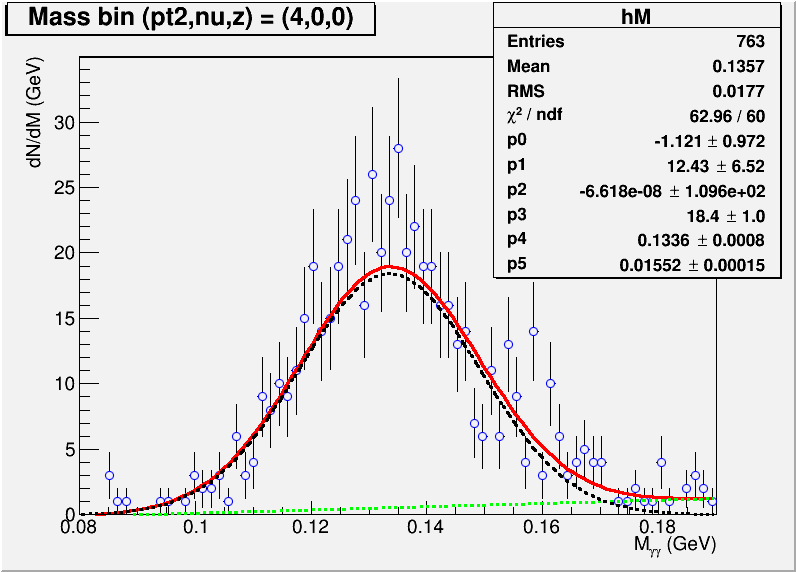 Mass bin (pt2,nu,z) = (4,0,0)
hM
Entries 763
Mean 0.1357
RMS 0.0177
χ² / ndf 62.96 / 60
p0 -1.121 ± 0.972
p1 12.43 ± 6.52
p2 -6.618e-08 ± 1.096e+02
p3 18.4 ± 1.0
p4 0.1336 ± 0.0008
p5 0.01552 ± 0.00015
dN/dM (GeV)
30
25
20
15
10
5
0
0.08 0.1 0.12 0.14 0.16 0.18
Mγγ (GeV)